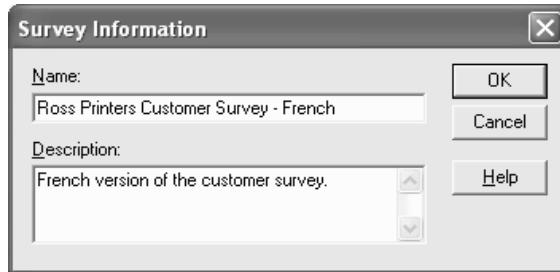 Survey Information
Name:
Ross Printers Customer Survey - French
Description:
French version of the customer survey.
OK
Cancel
Help